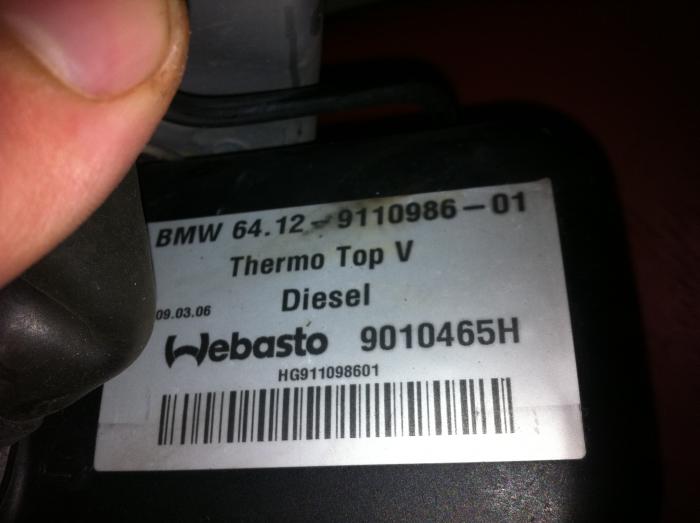 BMW 64.12-9110986-01
Thermo Top V
Diesel
09.03.06
Webasto 9010465H
HG911098601